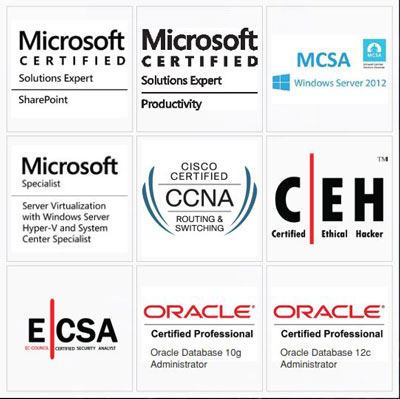 Microsoft
CERTIFIED
Solutions Expert
SharePoint
Microsoft
CERTIFIED
Solutions Expert
Productivity
MCSA
Windows Server 2012
Microsoft
Specialist
Server Virtualization
with Windows Server
Hyper-V and System
Center Specialist
CISCO
CERTIFIED
CCNA
ROUTING &
SWITCHING
TM
C|EH
Certified Ethical Hacker
E|CSA
EC-COUNCIL CERTIFIED SECURITY ANALYST
ORACLE®
Certified Professional
Oracle Database 10g
Administrator
ORACLE®
Certified Professional
Oracle Database 12c
Administrator